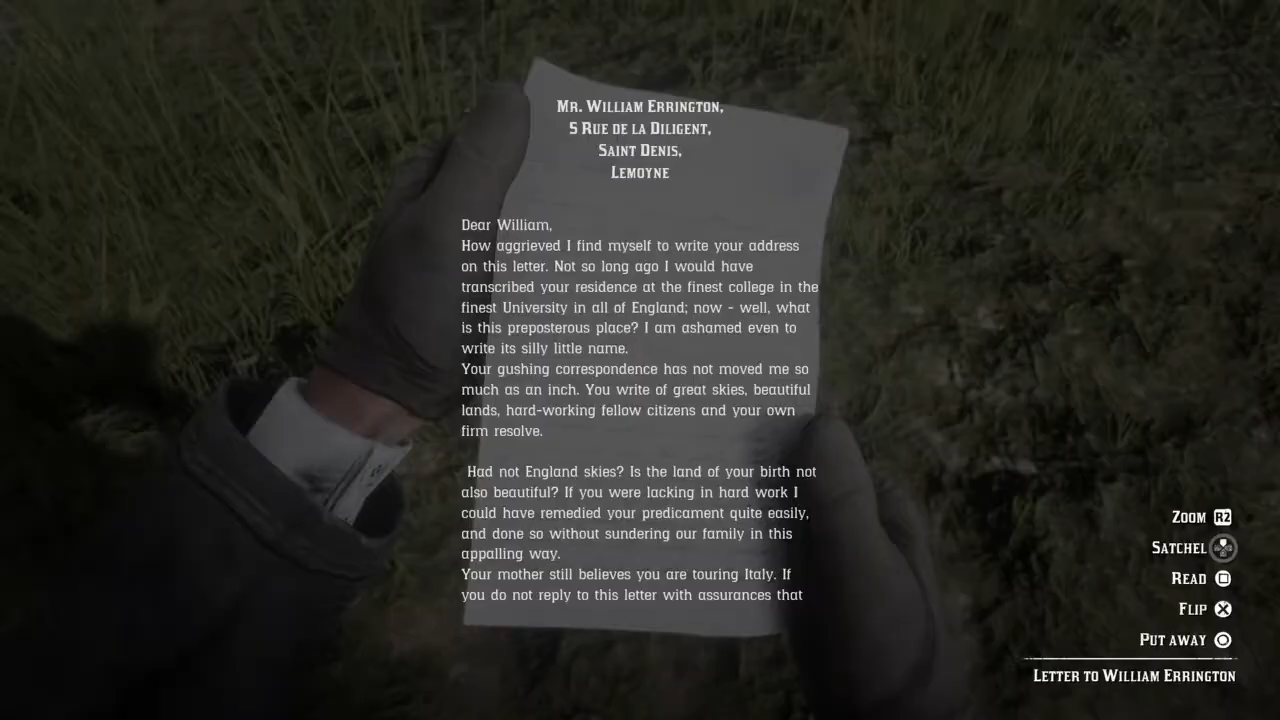 MR. WILLIAM ERRINGTON,
5 RUE DE LA DILIGENT,
SAINT DENIS,
LEMOYNE
Dear William,
How aggrieved I find myself to write your address
on this letter. Not so long ago I would have
transcribed your residence at the finest college in the
finest University in all of England; now - well, what
is this preposterous place? I am ashamed even to
write its silly little name.
Your gushing correspondence has not moved me so
much as an inch. You write of great skies, beautiful
lands, hard-working fellow citizens and your own
firm resolve.
Had not England skies? Is the land of your birth not
also beautiful? If you were lacking in hard work I
could have remedied your predicament quite easily,
and done so without sundering our family in this
appalling way.
Your mother still believes you are touring Italy. If
you do not reply to this letter with assurances that
ZOOM R2
SATCHEL
READ
FLIP
PUT AWAY
LETTER TO WILLIAM ERRINGTON